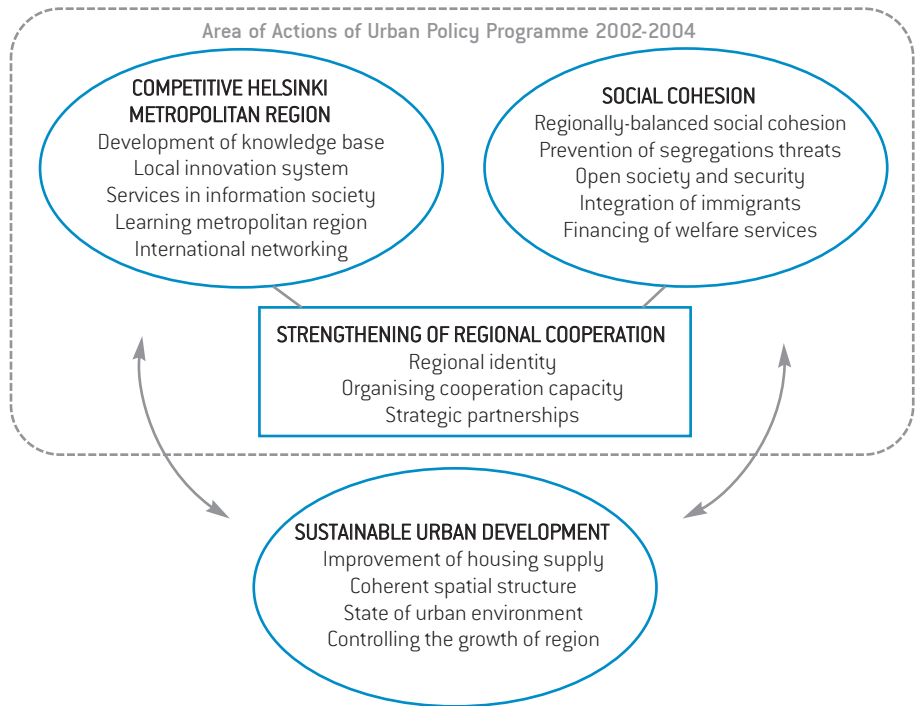 Area of Actions of Urban Policy Programme 2002-2004
COMPETITIVE HELSINKI
METROPOLITAN REGION
Development of knowledge base
Local innovation system
Services in information society
Learning metropolitan region
International networking
SOCIAL COHESION
Regionally-balanced social cohesion
Prevention of segregations threats
Open society and security
Integration of immigrants
Financing of welfare services
STRENGTHENING OF REGIONAL COOPERATION
Regional identity
Organising cooperation capacity
Strategic partnerships
SUSTAINABLE URBAN DEVELOPMENT
Improvement of housing supply
Coherent spatial structure
State of urban environment
Controlling the growth of region